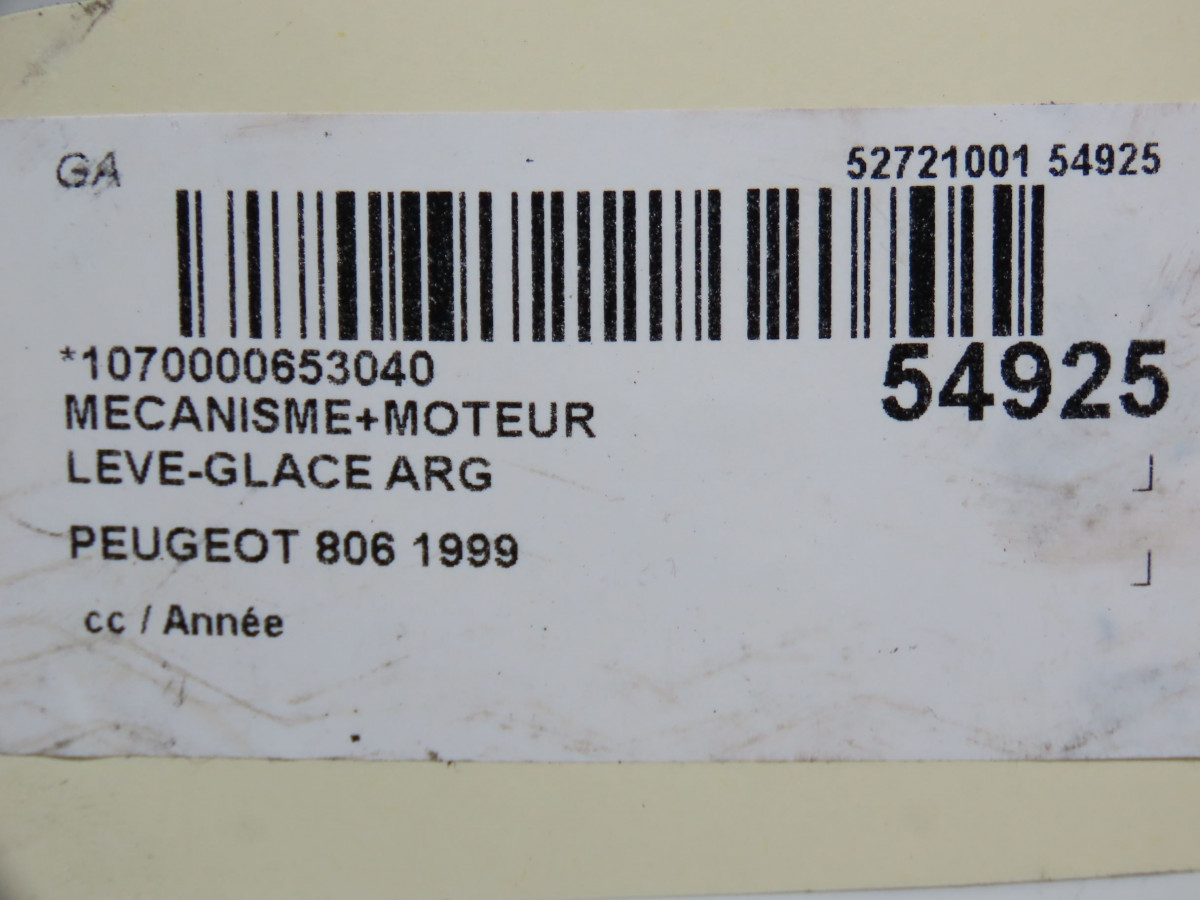 GA
52721001 54925
*1070000653040
54925
MECANISME+MOTEUR
LEVE-GLACE ARG
PEUGEOT 806 1999
cc / Année